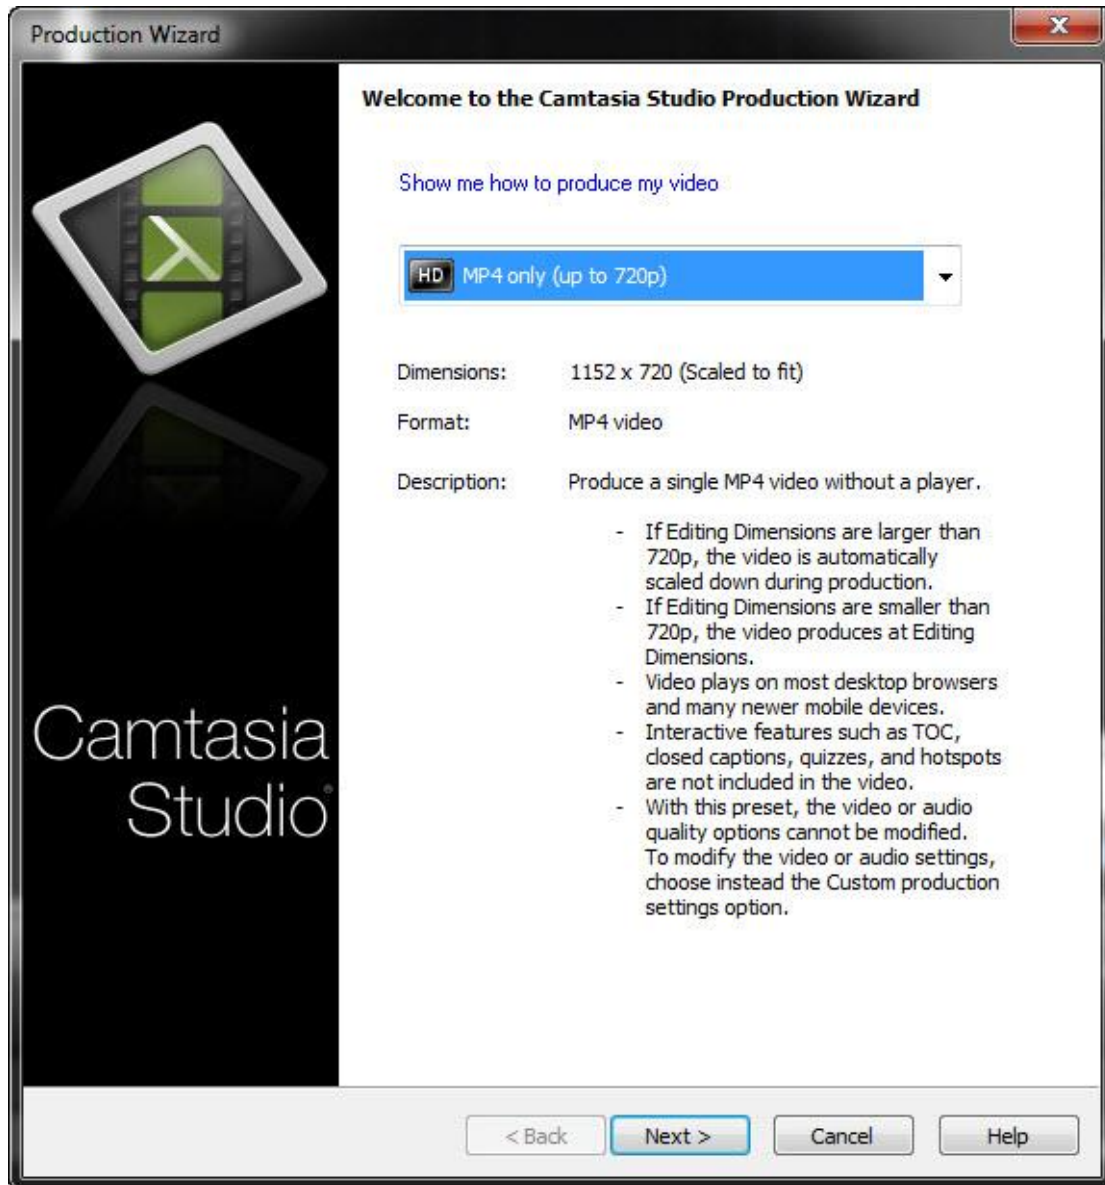 Production Wizard
Welcome to the Camtasia Studio Production Wizard
Show me how to produce my video
HD MP4 only (up to 720p)
Dimensions: 1152 x 720 (Scaled to fit)
Format: MP4 video
Description: Produce a single MP4 video without a player.
- If Editing Dimensions are larger than
720p, the video is automatically
scaled down during production.
- If Editing Dimensions are smaller than
720p, the video produces at Editing
Dimensions.
- Video plays on most desktop browsers
and many newer mobile devices.
- Interactive features such as TOC,
closed captions, quizzes, and hotspots
are not included in the video.
- With this preset, the video or audio
quality options cannot be modified.
To modify the video or audio settings,
choose instead the Custom production
settings option.
Camtasia
Studio®
< Back Next > Cancel Help